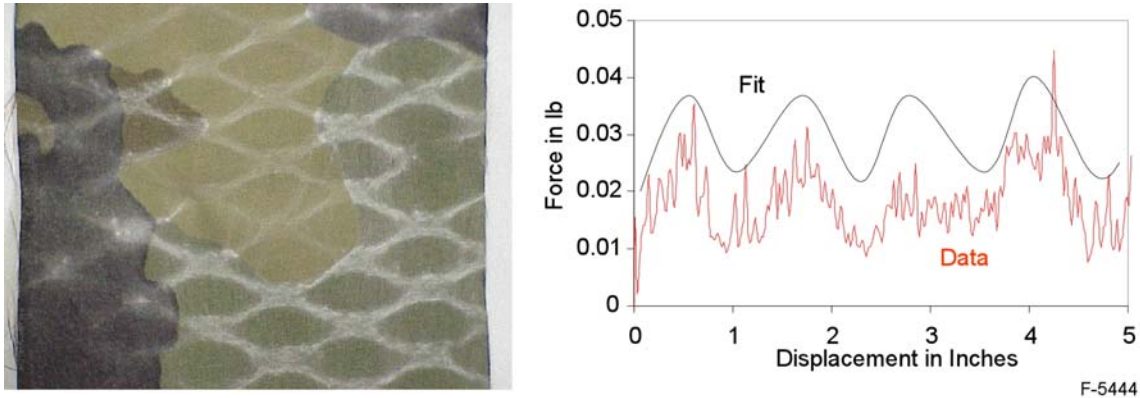 0.05
0.04
0.03
0.02
0.01
0
Force in lb
Fit
Data
0 1 2 3 4 5
Displacement in Inches
F-5444